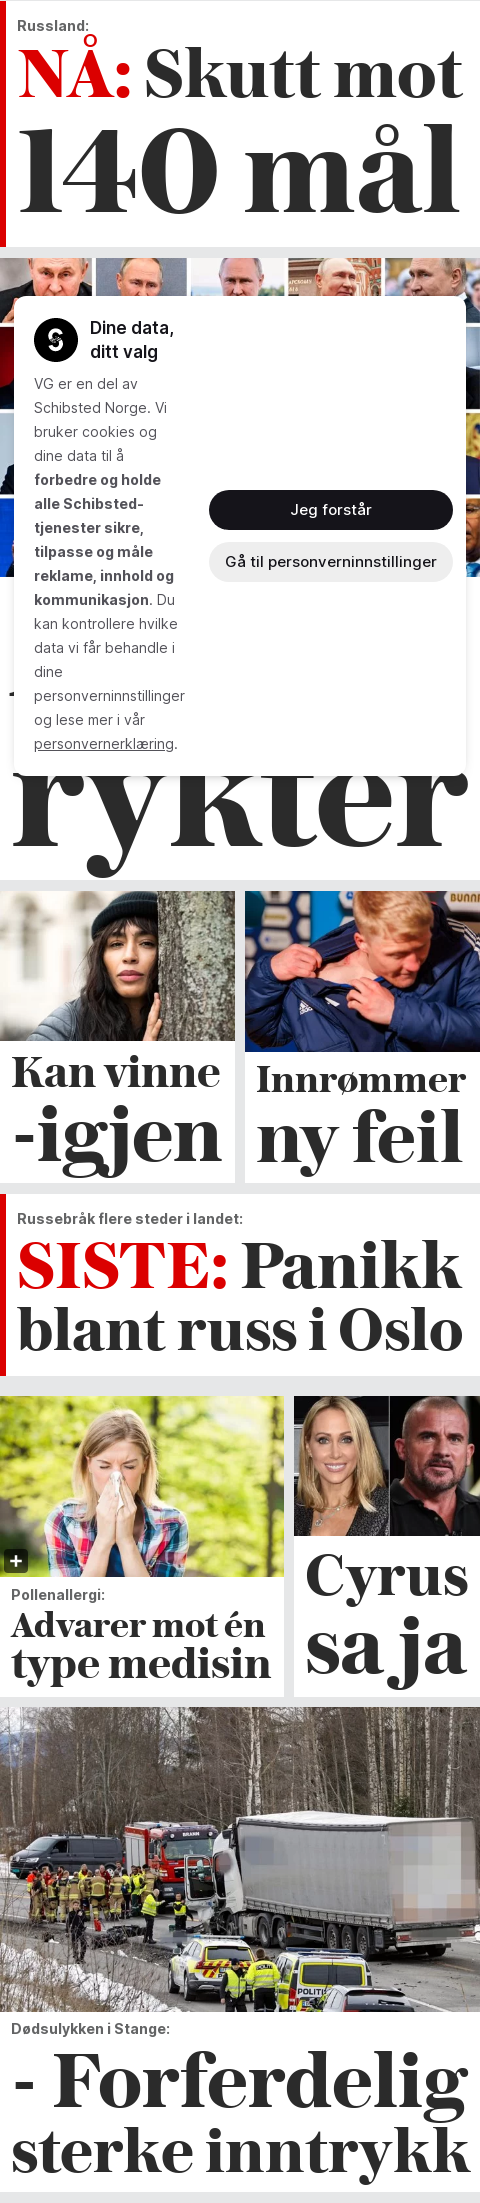 Russland:
NÅ: Skutt mot
140 mål
Dine data,
ditt valg
VG er en del av
Schibsted Norge. Vi
bruker cookies og
dine data til å
forbedre og holde
alle Schibsted-
tjenester sikre,
tilpasse og måle
reklame, innhold og
kommunikasjon. Du
kan kontrollere hvilke
data vi får behandle i
dine
personverninnstillinger
og lese mer i vår
personvernerklæring.
Jeg forstår
Gå til personverninnstillinger
rykter
Kan vinne
-igjen
Innrømmer
ny feil
Russebråk flere steder i landet:
SISTE: Panikk
blant russ i Oslo
Pollenallergi:
Advarer mot én
type medisin
Cyrus
sa ja
POLITI
Dødsulykken i Stange:
- Forferdelig
sterke inntrykk